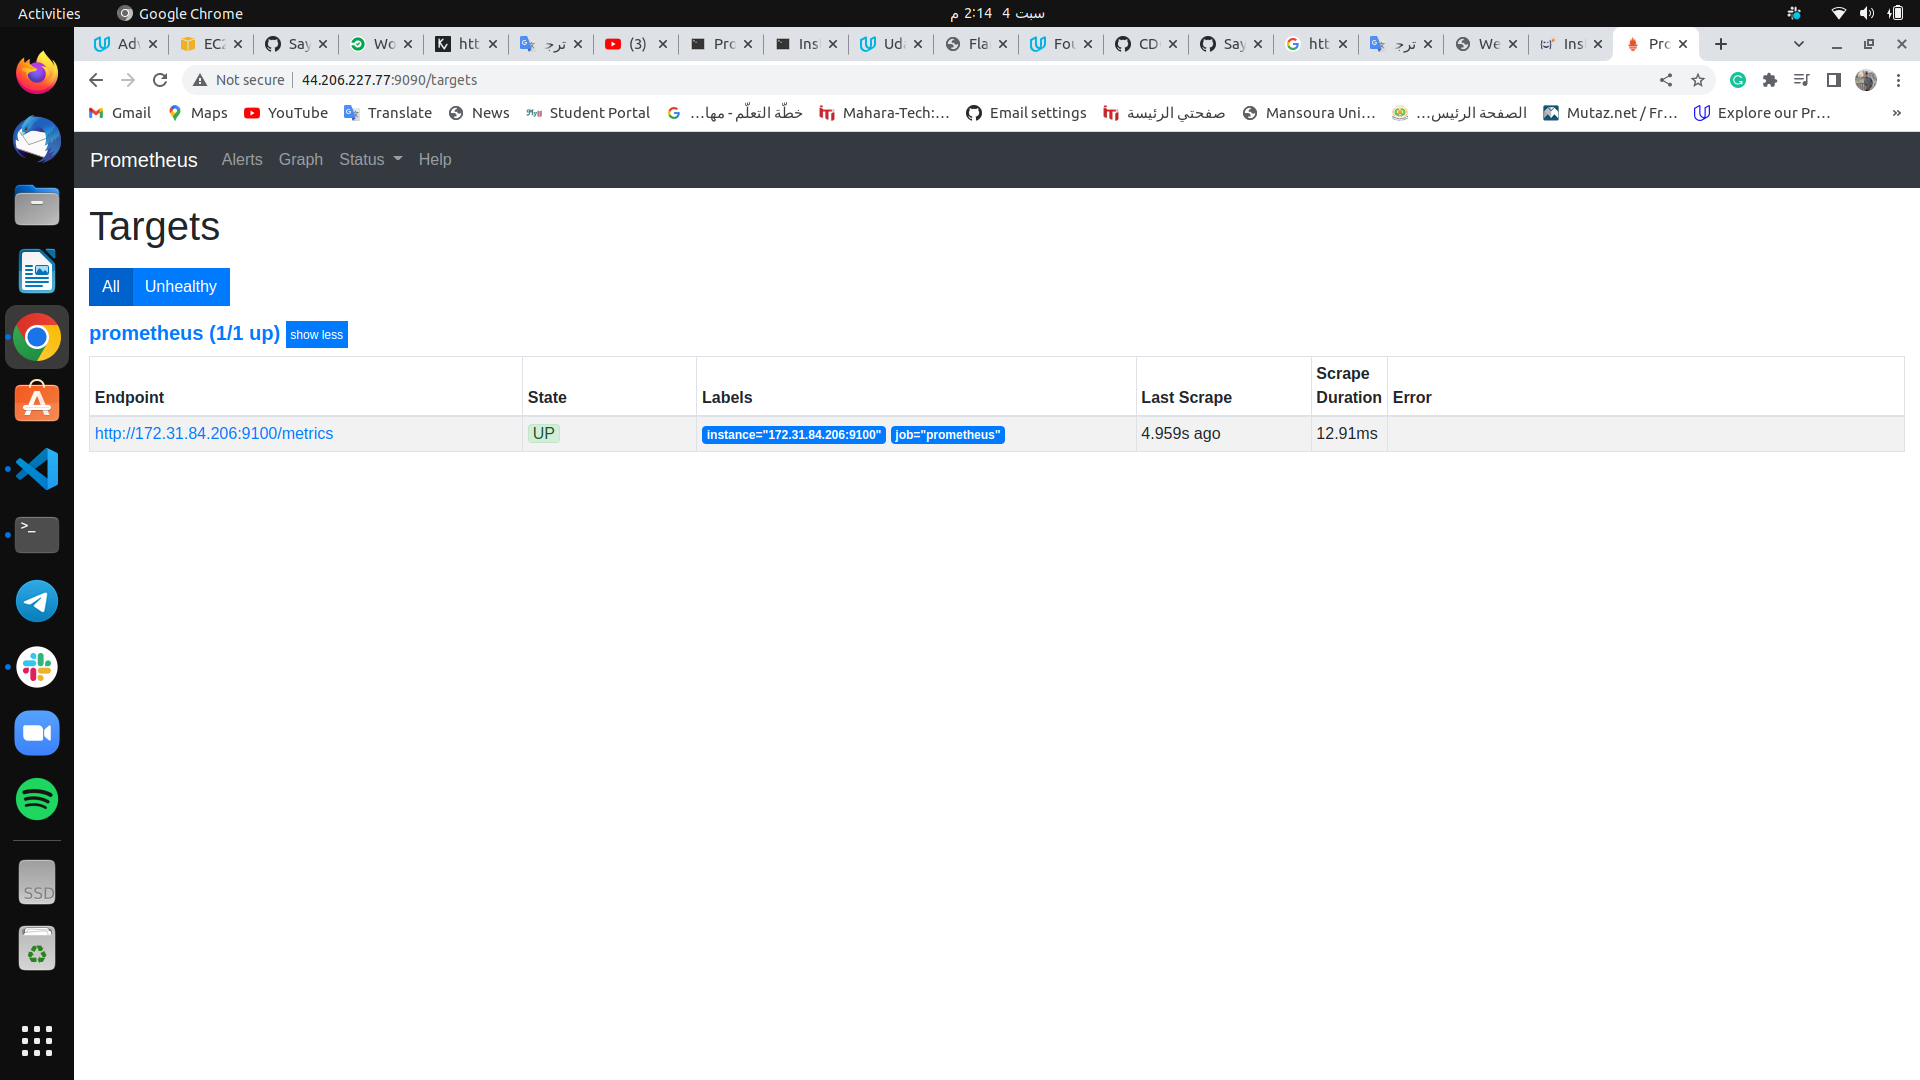 Activities
Google Chrome
سبت 4 2:14 م
Adv
EC2
Say
Wo
htt
ترجـ
(3)
Pro
Ins
Uda
Fla
Fou
CD
Say
htt
ترجـ
We
Ins
Pro
Not secure
44.206.227.77:9090/targets
Gmail
Maps
YouTube
Translate
News
Student Portal
خطّة التعلّم - مها...
Mahara-Tech:...
Email settings
صفحتي الرئيسة
Mansoura Uni...
الصفحة الرئيس...
Mutaz.net / Fr...
Explore our Pr...
»
Prometheus
Alerts
Graph
Status
Help
Targets
All
Unhealthy
prometheus (1/1 up)
show less
Endpoint
State
Labels
Last Scrape
Scrape Duration
Error
http://172.31.84.206:9100/metrics
UP
instance="172.31.84.206:9100"
job="prometheus"
4.959s ago
12.91ms
SSD